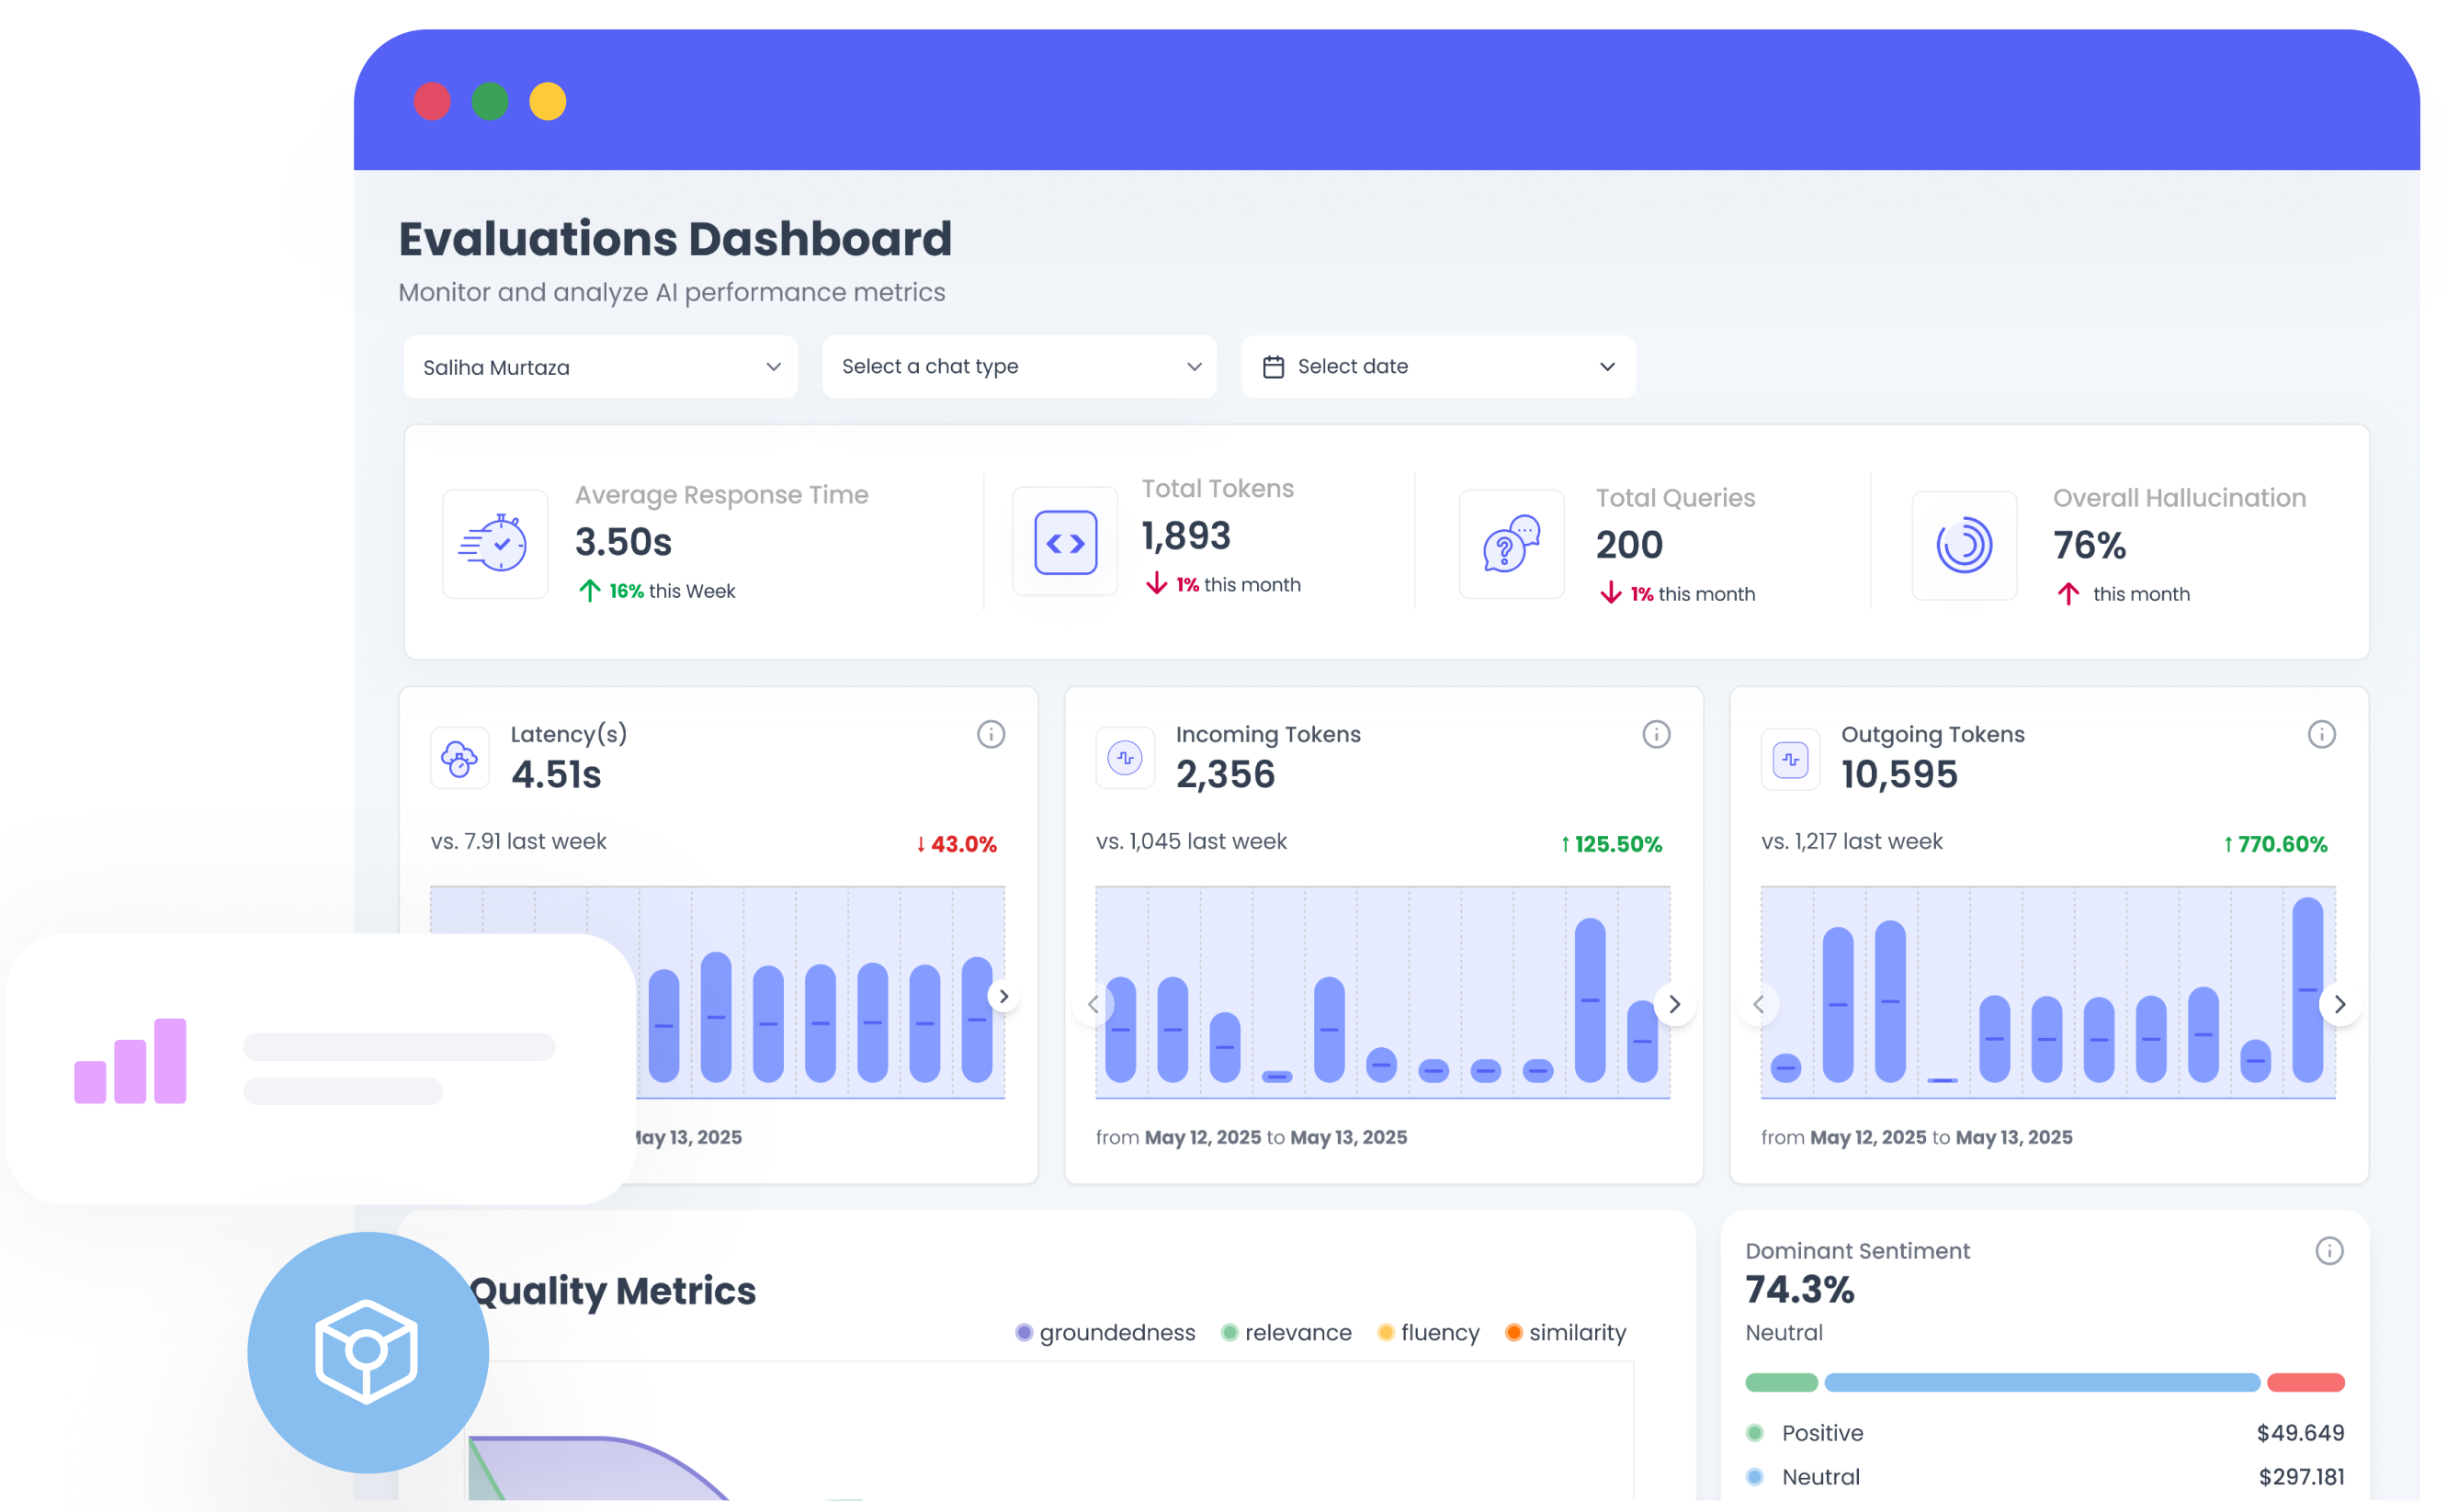 Evaluations Dashboard
Monitor and analyze AI performance metrics
Saliha Murtaza
Select a chat type
Select date
Average Response Time
3.50s
↑ 16% this Week
Total Tokens
1,893
↓ 1% this month
Total Queries
200
↓ 1% this month
Overall Hallucination
76%
↑ this month
Latency(s)
4.51s
vs. 7.91 last week
↓ 43.0%
May 13, 2025
Incoming Tokens
2,356
vs. 1,045 last week
↑ 125.50%
from May 12, 2025 to May 13, 2025
Outgoing Tokens
10,595
vs. 1,217 last week
↑ 770.60%
from May 12, 2025 to May 13, 2025
Quality Metrics
groundedness
relevance
fluency
similarity
Dominant Sentiment
74.3%
Neutral
Positive $49.649
Neutral $297.181